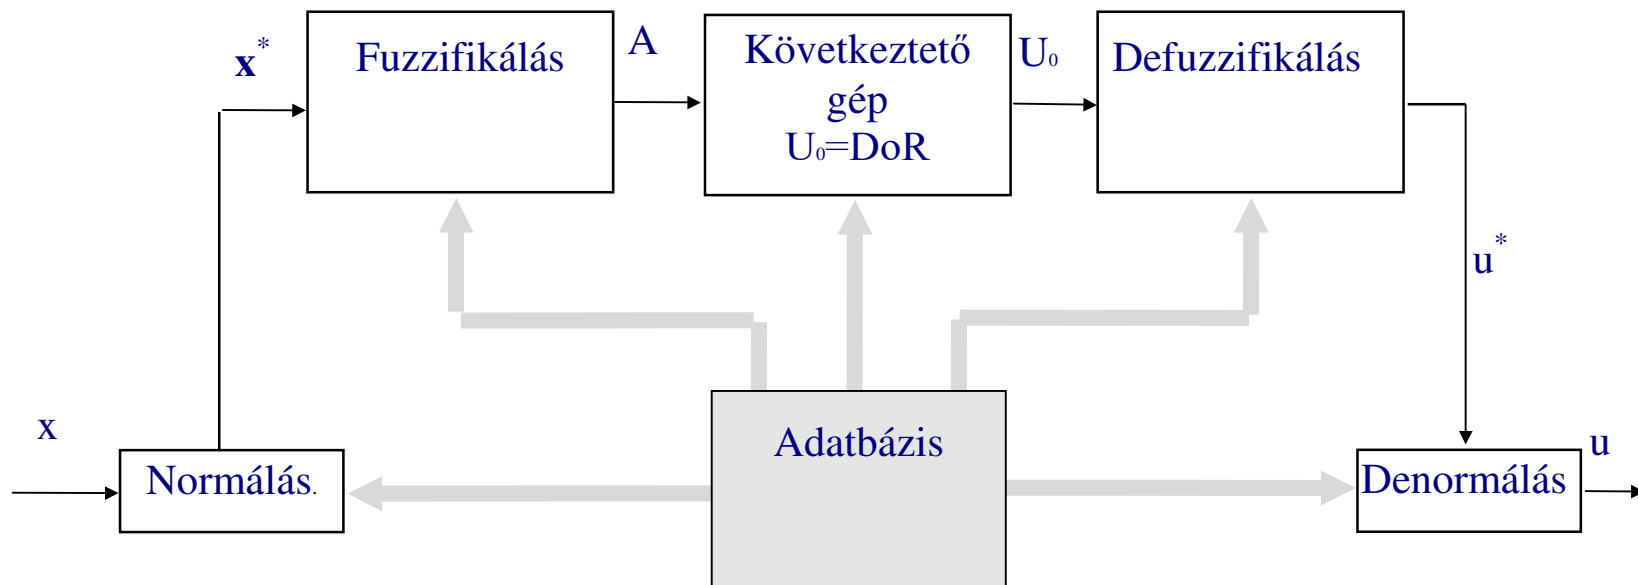 x*
Fuzzifikálás
A
Következtető
gép
U₀=DoR
U₀
Defuzzifikálás
u*
x
Normálás.
Adatbázis
Denormálás
u